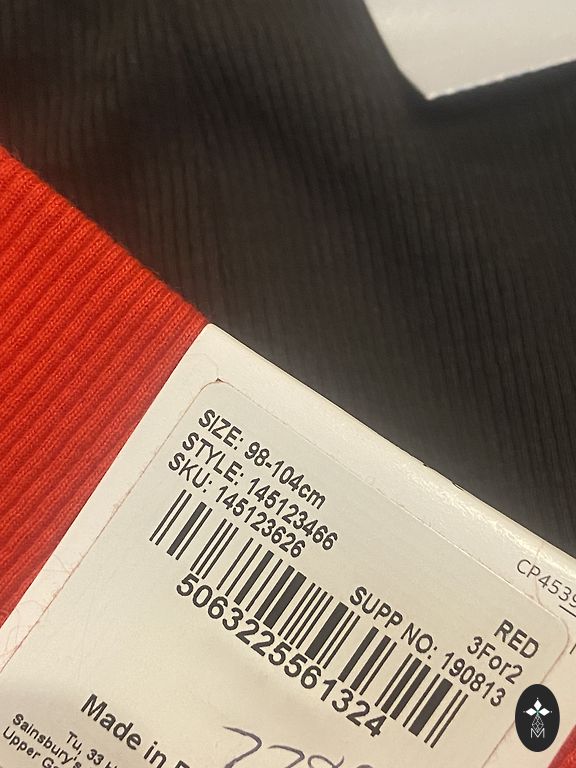 SIZE: 98-104cm
STYLE: 145123466
SKU: 145123626
CP453
RED
3For2
SUPP NO: 190813
5063225561324
Made in
Sainsbury's
Tu, 33
Upper